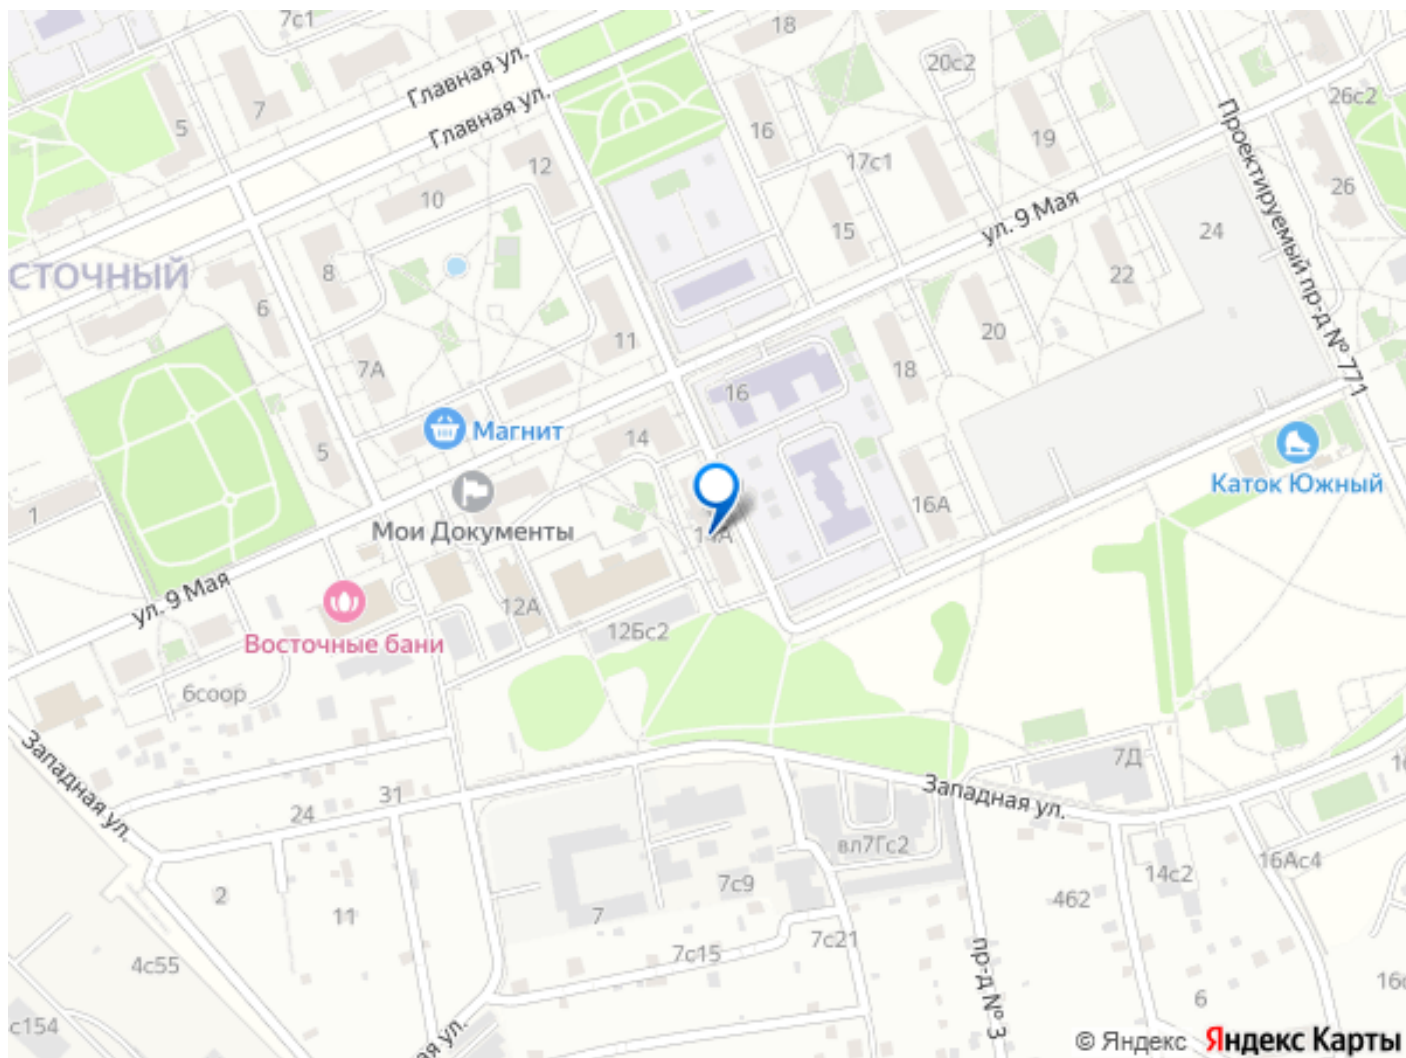 7с1
18
Главная ул.
20с2
26с2
7
5
Главная ул.
16
19
12
17с1
Проектируемый пр-д № 771
26
10
ул. 9 Мая
15
24
СТОЧНЫЙ
8
22
6
20
11
7А
18
16
Магнит
14
5
Каток Южный
1
Мои Документы
16А
ул. 9 Мая
12А
12Бс2
Восточные бани
6соор
Западная ул.
7Д
Западная ул.
31
24
вл7Гс2
16Ас4
14с2
7с9
2
462
11
7
7с21
7с15
4с55
пр-д № 3
6
с154
© Яндекс Яндекс Карты